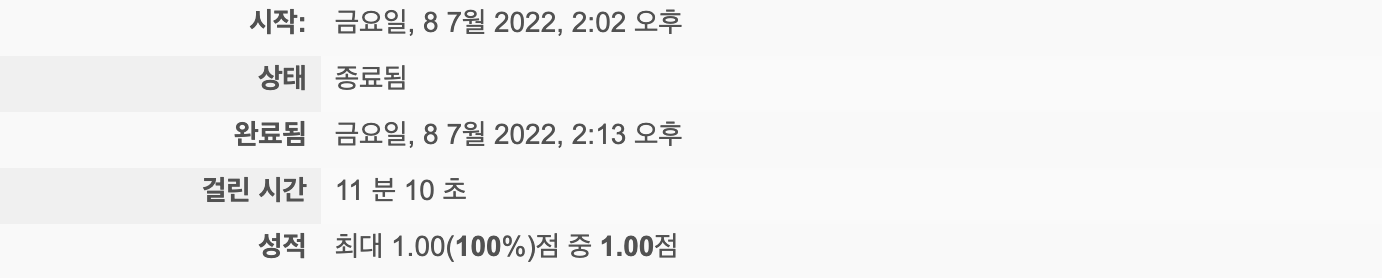 시작: 금요일, 8 7월 2022, 2:02 오후
상태 종료됨
완료됨 금요일, 8 7월 2022, 2:13 오후
걸린 시간 11 분 10 초
성적 최대 1.00(100%)점 중 1.00점